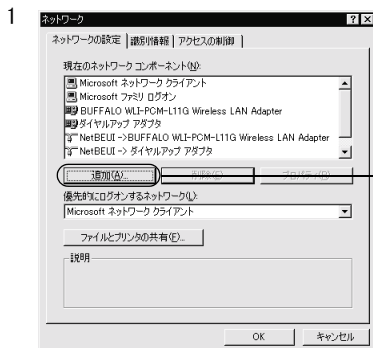 1
ネットワーク
ネットワークの設定 識別情報 アクセスの制御
現在のネットワーク コンポーネント(N):
Microsoft ネットワーク クライアント
Microsoft ファミリ ログオン
BUFFALO WLI-PCM-L11G Wireless LAN Adapter
ダイヤルアップ アダプタ
NetBEUI -> BUFFALO WLI-PCM-L11G Wireless LAN Adapter
NetBEUI -> ダイヤルアップ アダプタ
追加(A)... 削除(E) プロパティ(R)
優先的にログオンするネットワーク(L):
Microsoft ネットワーク クライアント
ファイルとプリンタの共有(F)...
説明
OK キャンセル